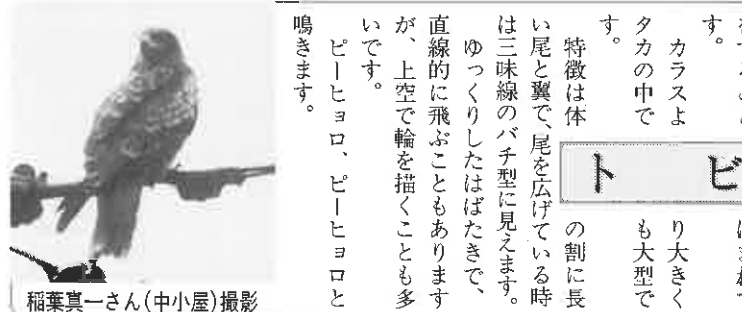 トビ
す。
カラスより大きく
タカの中でも大型で
す。
特徴は体の割に長
い尾と翼で、尾を広げている時
は三味線のバチ型に見えます。
ゆっくりしたはばたきで、
直線的に飛ぶこともあります
が、上空で輪を描くことも多
いです。
ピーヒョロ、ピーヒョロと
鳴きます。
稲葉真一さん(中小屋)撮影